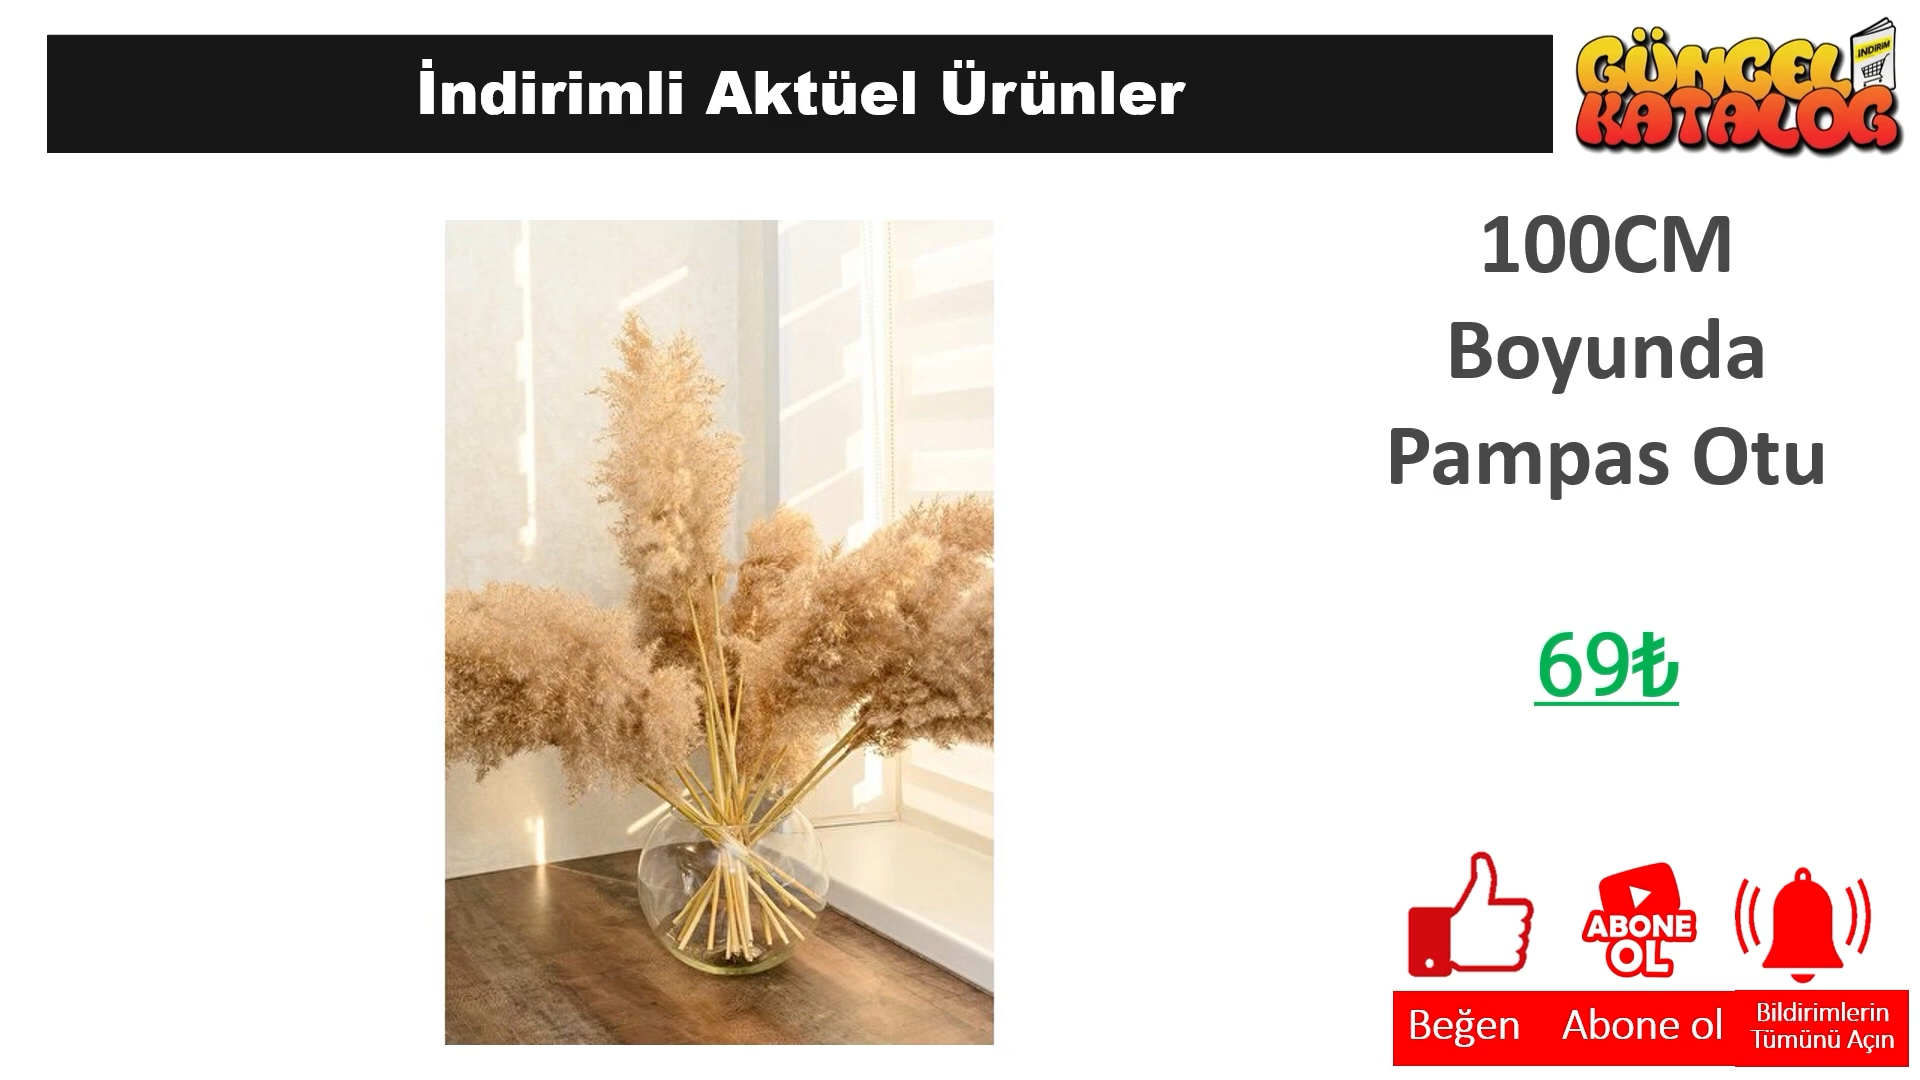 İndirimli Aktüel Ürünler
GÜNCEL
KATALOG
İNDİRİM
100CM
Boyunda
Pampas Otu
69₺
ABONE
OL
Beğen
Abone ol
Bildirimlerin
Tümünü Açın